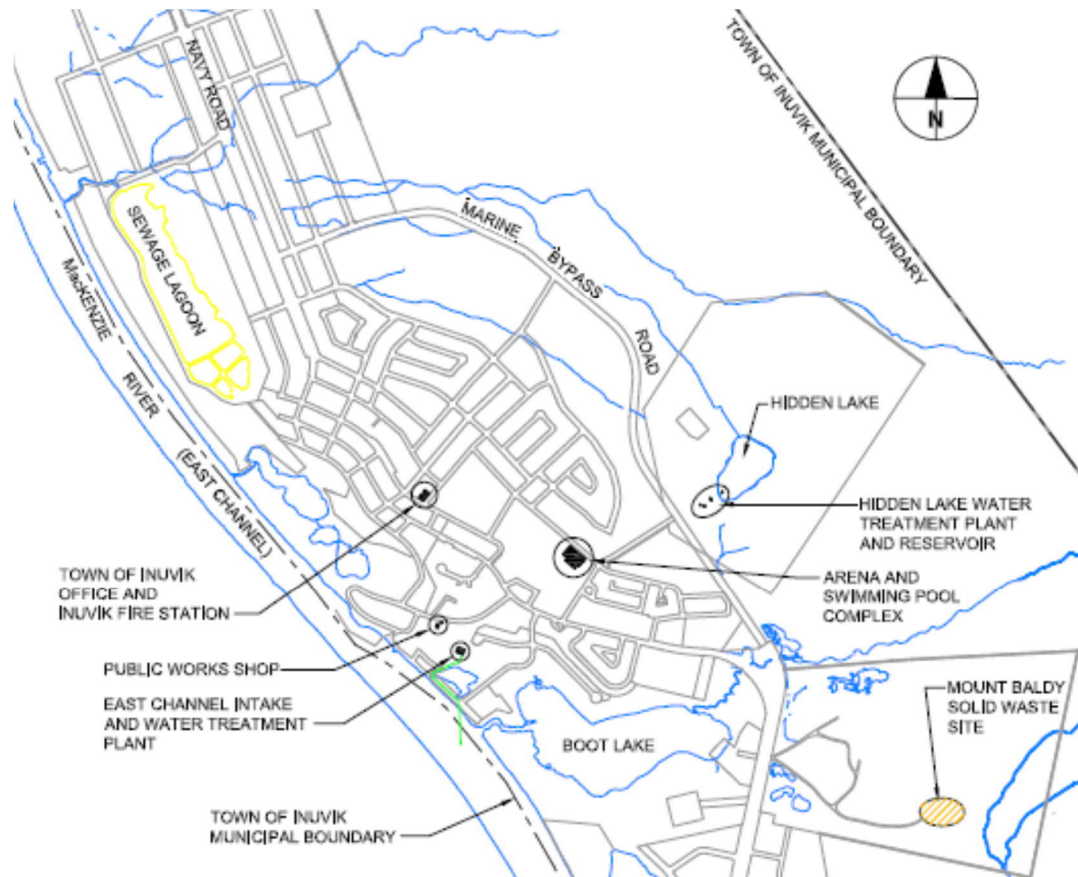 NAVY ROAD
TOWN OF INUVIK MUNICIPAL BOUNDARY
N
SEWAGE LAGOON
MARINE
BYPASS
ROAD
MacKENZIE
RIVER
(EAST CHANNEL)
HIDDEN LAKE
HIDDEN LAKE WATER
TREATMENT PLANT
AND RESERVOIR
ARENA AND
SWIMMING POOL
COMPLEX
TOWN OF INUVIK
OFFICE AND
INUVIK FIRE STATION
PUBLIC WORKS SHOP
EAST CHANNEL INTAKE
AND WATER TREATMENT
PLANT
MOUNT BALDY
SOLID WASTE
SITE
BOOT LAKE
TOWN OF INUVIK
MUNICIPAL BOUNDARY